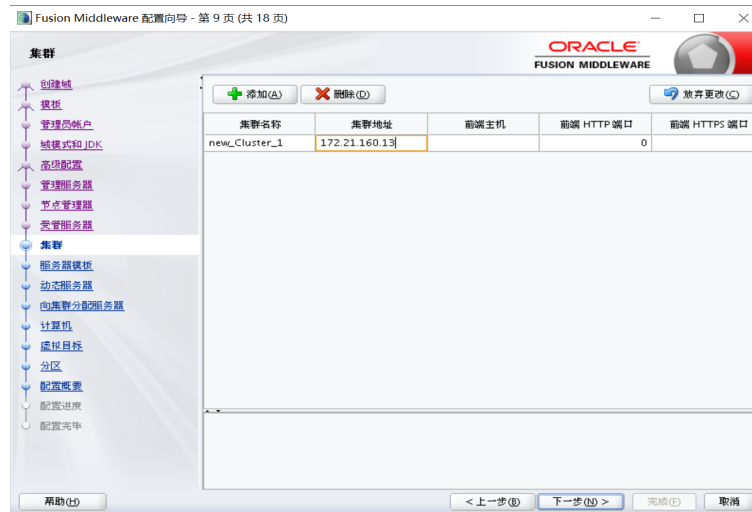 Fusion Middleware 配置向导 - 第 9 页 (共 18 页)
集群
ORACLE
FUSION MIDDLEWARE
创建域
模板
管理员帐户
域模式和 JDK
高级配置
管理服务器
节点管理器
受管服务器
集群
服务器模板
动态服务器
向集群分配服务器
计算机
虚拟目标
分区
配置概要
配置进度
配置完毕
添加(A) 删除(D) 放弃更改(C)
集群名称 集群地址 前端主机 前端 HTTP 端口 前端 HTTPS 端口
new_Cluster_1 172.21.160.13 0
帮助(H) < 上一步(B) 下一步(N) > 完成(F) 取消